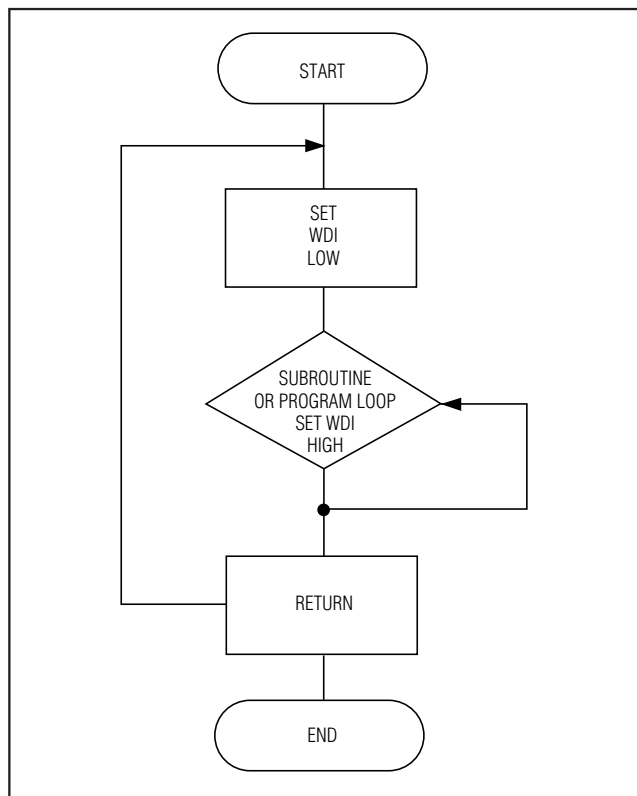 START
SET
WDI
LOW
SUBROUTINE
OR PROGRAM LOOP
SET WDI
HIGH
RETURN
END